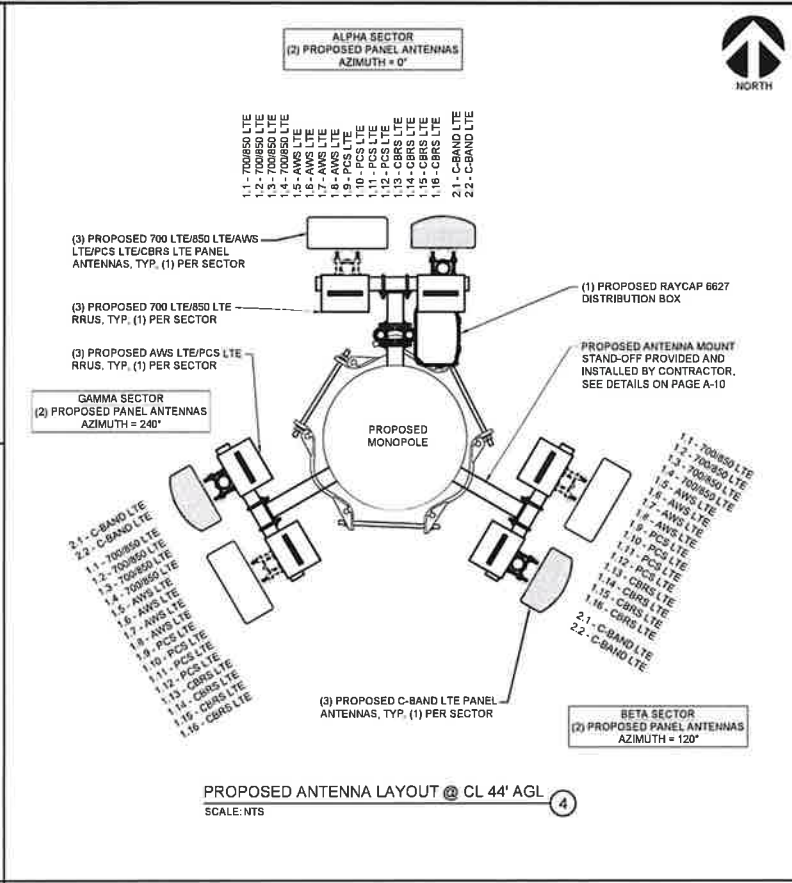 ALPHA SECTOR
(2) PROPOSED PANEL ANTENNAS
AZIMUTH = 0°
NORTH
1.1 - 700/850 LTE
1.2 - 700/850 LTE
1.3 - 700/850 LTE
1.4 - 700/850 LTE
1.5 - AWS LTE
1.6 - AWS LTE
1.7 - AWS LTE
1.8 - AWS LTE
1.9 - PCS LTE
1.10 - PCS LTE
1.11 - PCS LTE
1.12 - PCS LTE
1.13 - CBRS LTE
1.14 - CBRS LTE
1.15 - CBRS LTE
1.16 - CBRS LTE
2.1 - C-BAND LTE
2.2 - C-BAND LTE
(3) PROPOSED 700 LTE/850 LTE/AWS
LTE/PCS LTE/CBRS LTE PANEL
ANTENNAS, TYP. (1) PER SECTOR
(3) PROPOSED 700 LTE/850 LTE
RRUS, TYP. (1) PER SECTOR
(3) PROPOSED AWS LTE/PCS LTE
RRUS, TYP. (1) PER SECTOR
(1) PROPOSED RAYCAP 6627
DISTRIBUTION BOX
PROPOSED ANTENNA MOUNT
STAND-OFF PROVIDED AND
INSTALLED BY CONTRACTOR,
SEE DETAILS ON PAGE A-10
GAMMA SECTOR
(2) PROPOSED PANEL ANTENNAS
AZIMUTH = 240°
PROPOSED
MONOPOLE
2.1 - C-BAND LTE
2.2 - C-BAND LTE
1.1 - 700/850 LTE
1.2 - 700/850 LTE
1.3 - 700/850 LTE
1.4 - 700/850 LTE
1.5 - AWS LTE
1.6 - AWS LTE
1.7 - AWS LTE
1.8 - AWS LTE
1.9 - PCS LTE
1.10 - PCS LTE
1.11 - PCS LTE
1.12 - PCS LTE
1.13 - CBRS LTE
1.14 - CBRS LTE
1.15 - CBRS LTE
1.16 - CBRS LTE
1.1 - 700/850 LTE
1.2 - 700/850 LTE
1.3 - 700/850 LTE
1.4 - 700/850 LTE
1.5 - AWS LTE
1.6 - AWS LTE
1.7 - AWS LTE
1.8 - AWS LTE
1.9 - PCS LTE
1.10 - PCS LTE
1.11 - PCS LTE
1.12 - PCS LTE
1.13 - CBRS LTE
1.14 - CBRS LTE
1.15 - CBRS LTE
1.16 - CBRS LTE
2.1 - C-BAND LTE
2.2 - C-BAND LTE
(3) PROPOSED C-BAND LTE PANEL
ANTENNAS, TYP. (1) PER SECTOR
BETA SECTOR
(2) PROPOSED PANEL ANTENNAS
AZIMUTH = 120°
PROPOSED ANTENNA LAYOUT @ CL 44' AGL
SCALE: NTS
4